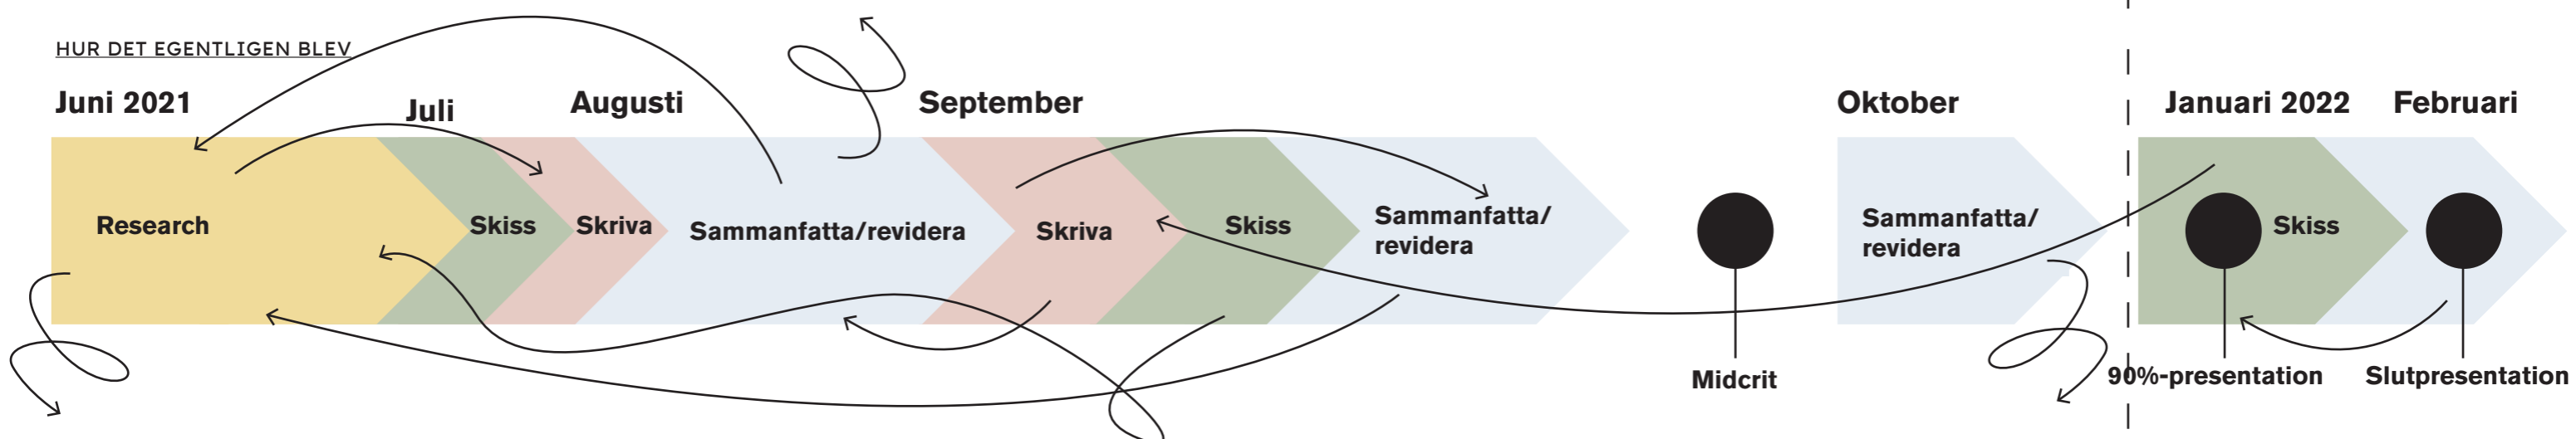 HUR DET EGENTLIGEN BLEV
Juni 2021
Juli
Augusti
September
Oktober
Januari 2022
Februari
Research
Skiss
Skriva
Sammanfatta/revidera
Skriva
Skiss
Sammanfatta/
revidera
Sammanfatta/
revidera
Skiss
Midcrit
90%-presentation
Slutpresentation